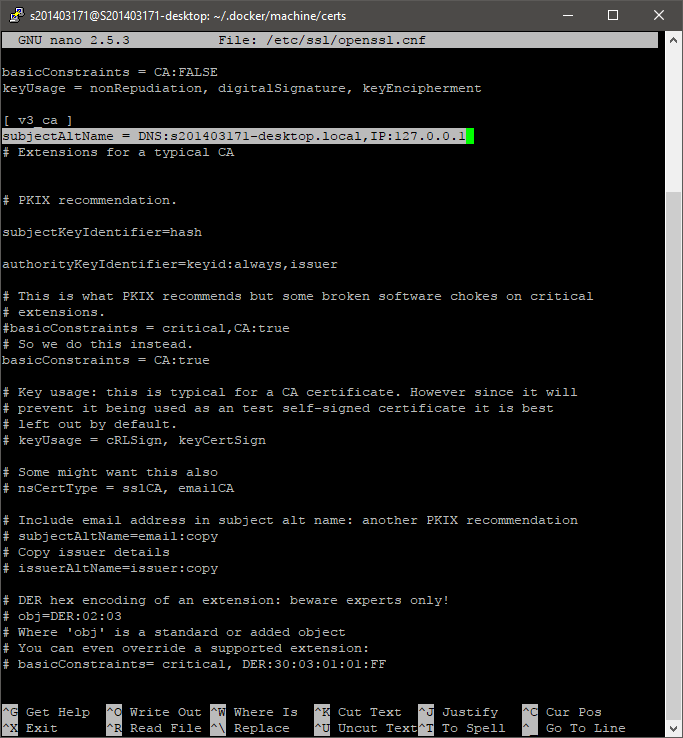 s201403171@S201403171-desktop: ~/.docker/machine/certs
GNU nano 2.5.3 File: /etc/ssl/openssl.cnf
basicConstraints = CA:FALSE
keyUsage = nonRepudiation, digitalSignature, keyEncipherment
[ v3_ca ]
subjectAltName = DNS:s201403171-desktop.local,IP:127.0.0.1
# Extensions for a typical CA
# PKIX recommendation.
subjectKeyIdentifier=hash
authorityKeyIdentifier=keyid:always,issuer
# This is what PKIX recommends but some broken software chokes on critical
# extensions.
#basicConstraints = critical,CA:true
# So we do this instead.
basicConstraints = CA:true
# Key usage: this is typical for a CA certificate. However since it will
# prevent it being used as an test self-signed certificate it is best
# left out by default.
# keyUsage = cRLSign, keyCertSign
# Some might want this also
# nsCertType = sslCA, emailCA
# Include email address in subject alt name: another PKIX recommendation
# subjectAltName=email:copy
# Copy issuer details
# issuerAltName=issuer:copy
# DER hex encoding of an extension: beware experts only!
# obj=DER:02:03
# Where 'obj' is a standard or added object
# You can even override a supported extension:
# basicConstraints= critical, DER:30:03:01:01:FF
^G Get Help ^O Write Out ^W Where Is ^K Cut Text ^J Justify ^C Cur Pos
^X Exit ^R Read File ^\ Replace ^U Uncut Text ^T To Spell ^_ Go To Line